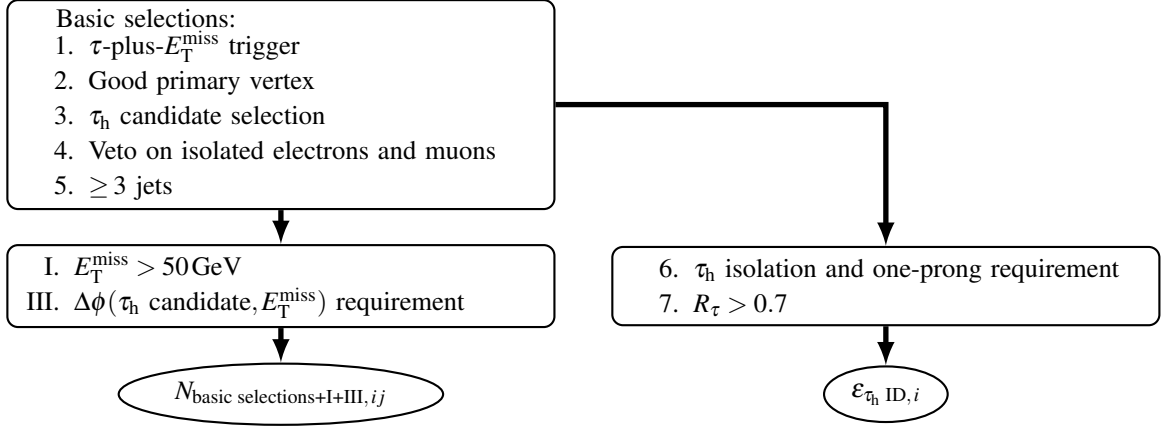 Basic selections:
1. τ-plus-E_T^miss trigger
2. Good primary vertex
3. τ_h candidate selection
4. Veto on isolated electrons and muons
5. ≥ 3 jets
I. E_T^miss > 50 GeV
III. Δϕ(τ_h candidate, E_T^miss) requirement
N_basic selections+I+III, ij
6. τ_h isolation and one-prong requirement
7. R_τ > 0.7
ε_τ_h ID, i